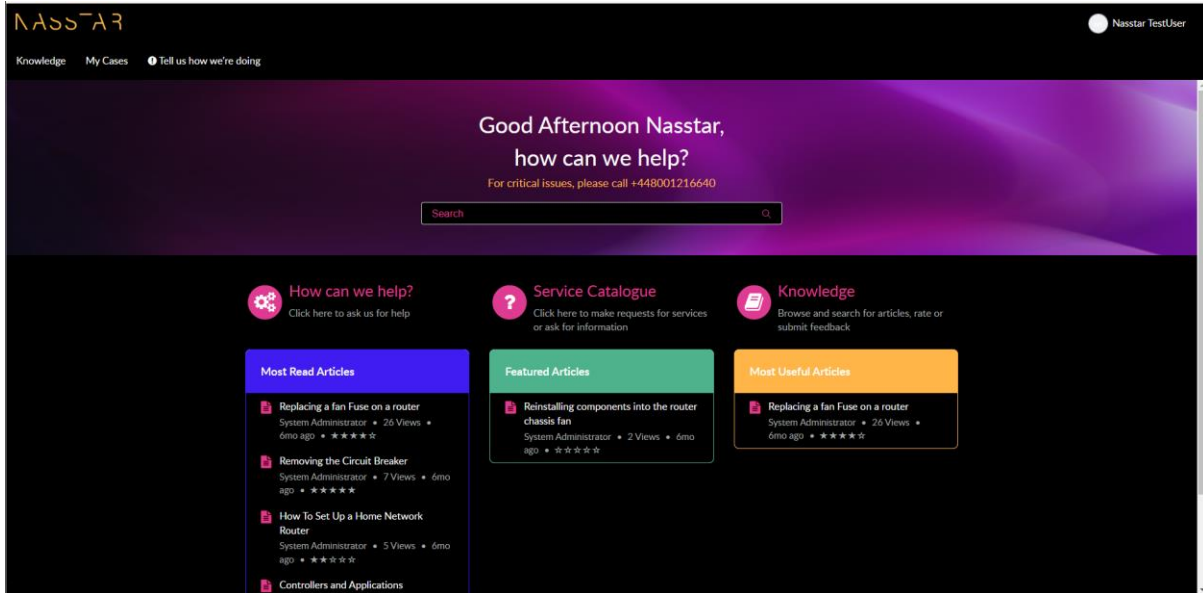 NASSTAR
Nasstar TestUser
Knowledge
My Cases
Tell us how we're doing
Good Afternoon Nasstar,
how can we help?
For critical issues, please call +448001216640
Search
How can we help?
Click here to ask us for help
Service Catalogue
Click here to make requests for services
or ask for information
Knowledge
Browse and search for articles, rate or
submit feedback
Most Read Articles
Replacing a fan Fuse on a router
System Administrator • 26 Views •
6mo ago • ★★★★☆
Removing the Circuit Breaker
System Administrator • 7 Views • 6mo
ago • ★★★★★
How To Set Up a Home Network
Router
System Administrator • 5 Views • 6mo
ago • ★★☆☆☆
Controllers and Applications
Featured Articles
Reinstalling components into the router
chassis fan
System Administrator • 2 Views • 6mo
ago • ☆☆☆☆☆
Most Useful Articles
Replacing a fan Fuse on a router
System Administrator • 26 Views •
6mo ago • ★★★★☆